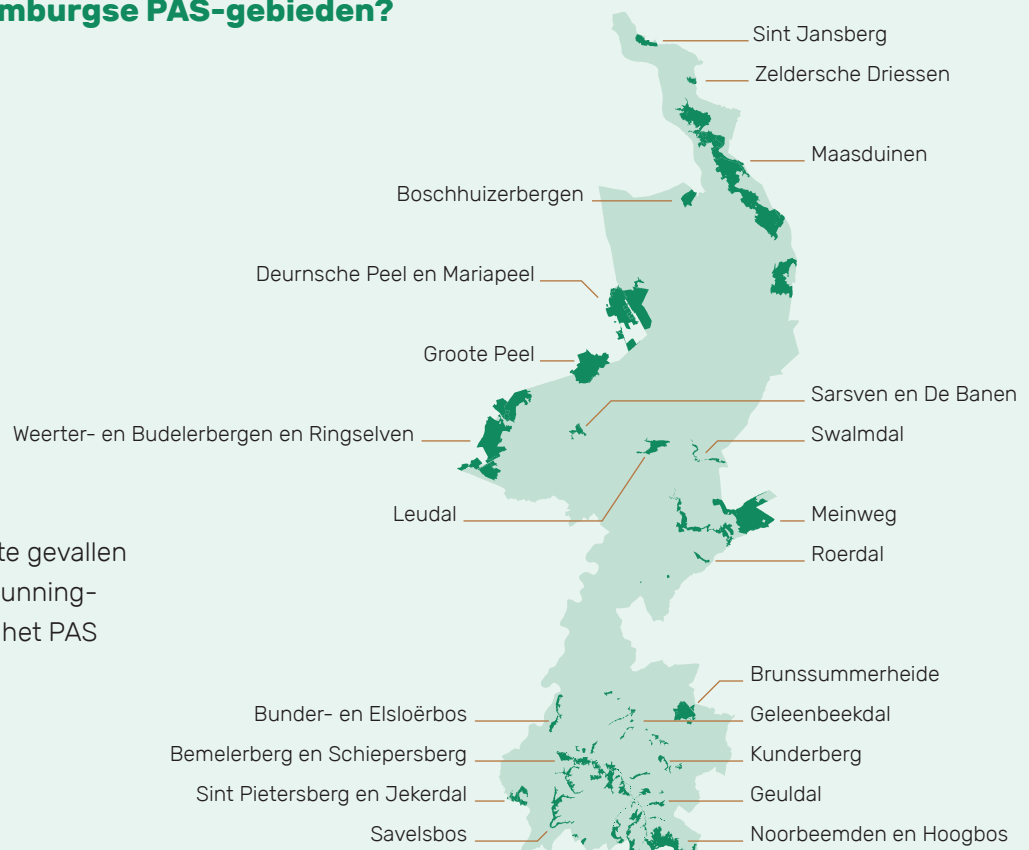 mburgse PAS-gebieden?
Sint Jansberg
Zeldersche Driessen
Maasduinen
Boschhuizerbergen
Deurnsche Peel en Mariapeel
Groote Peel
Sarsven en De Banen
Weerter- en Budelerbergen en Ringselven
Swalmdal
Leudal
Meinweg
Roerdal
te gevallen
unning-
het PAS
Brunssummerheide
Bunder- en Elsloërbos
Geleenbeekdal
Bemelerberg en Schiepersberg
Kunderberg
Sint Pietersberg en Jekerdal
Geuldal
Savelsbos
Noorbeemden en Hoogbos